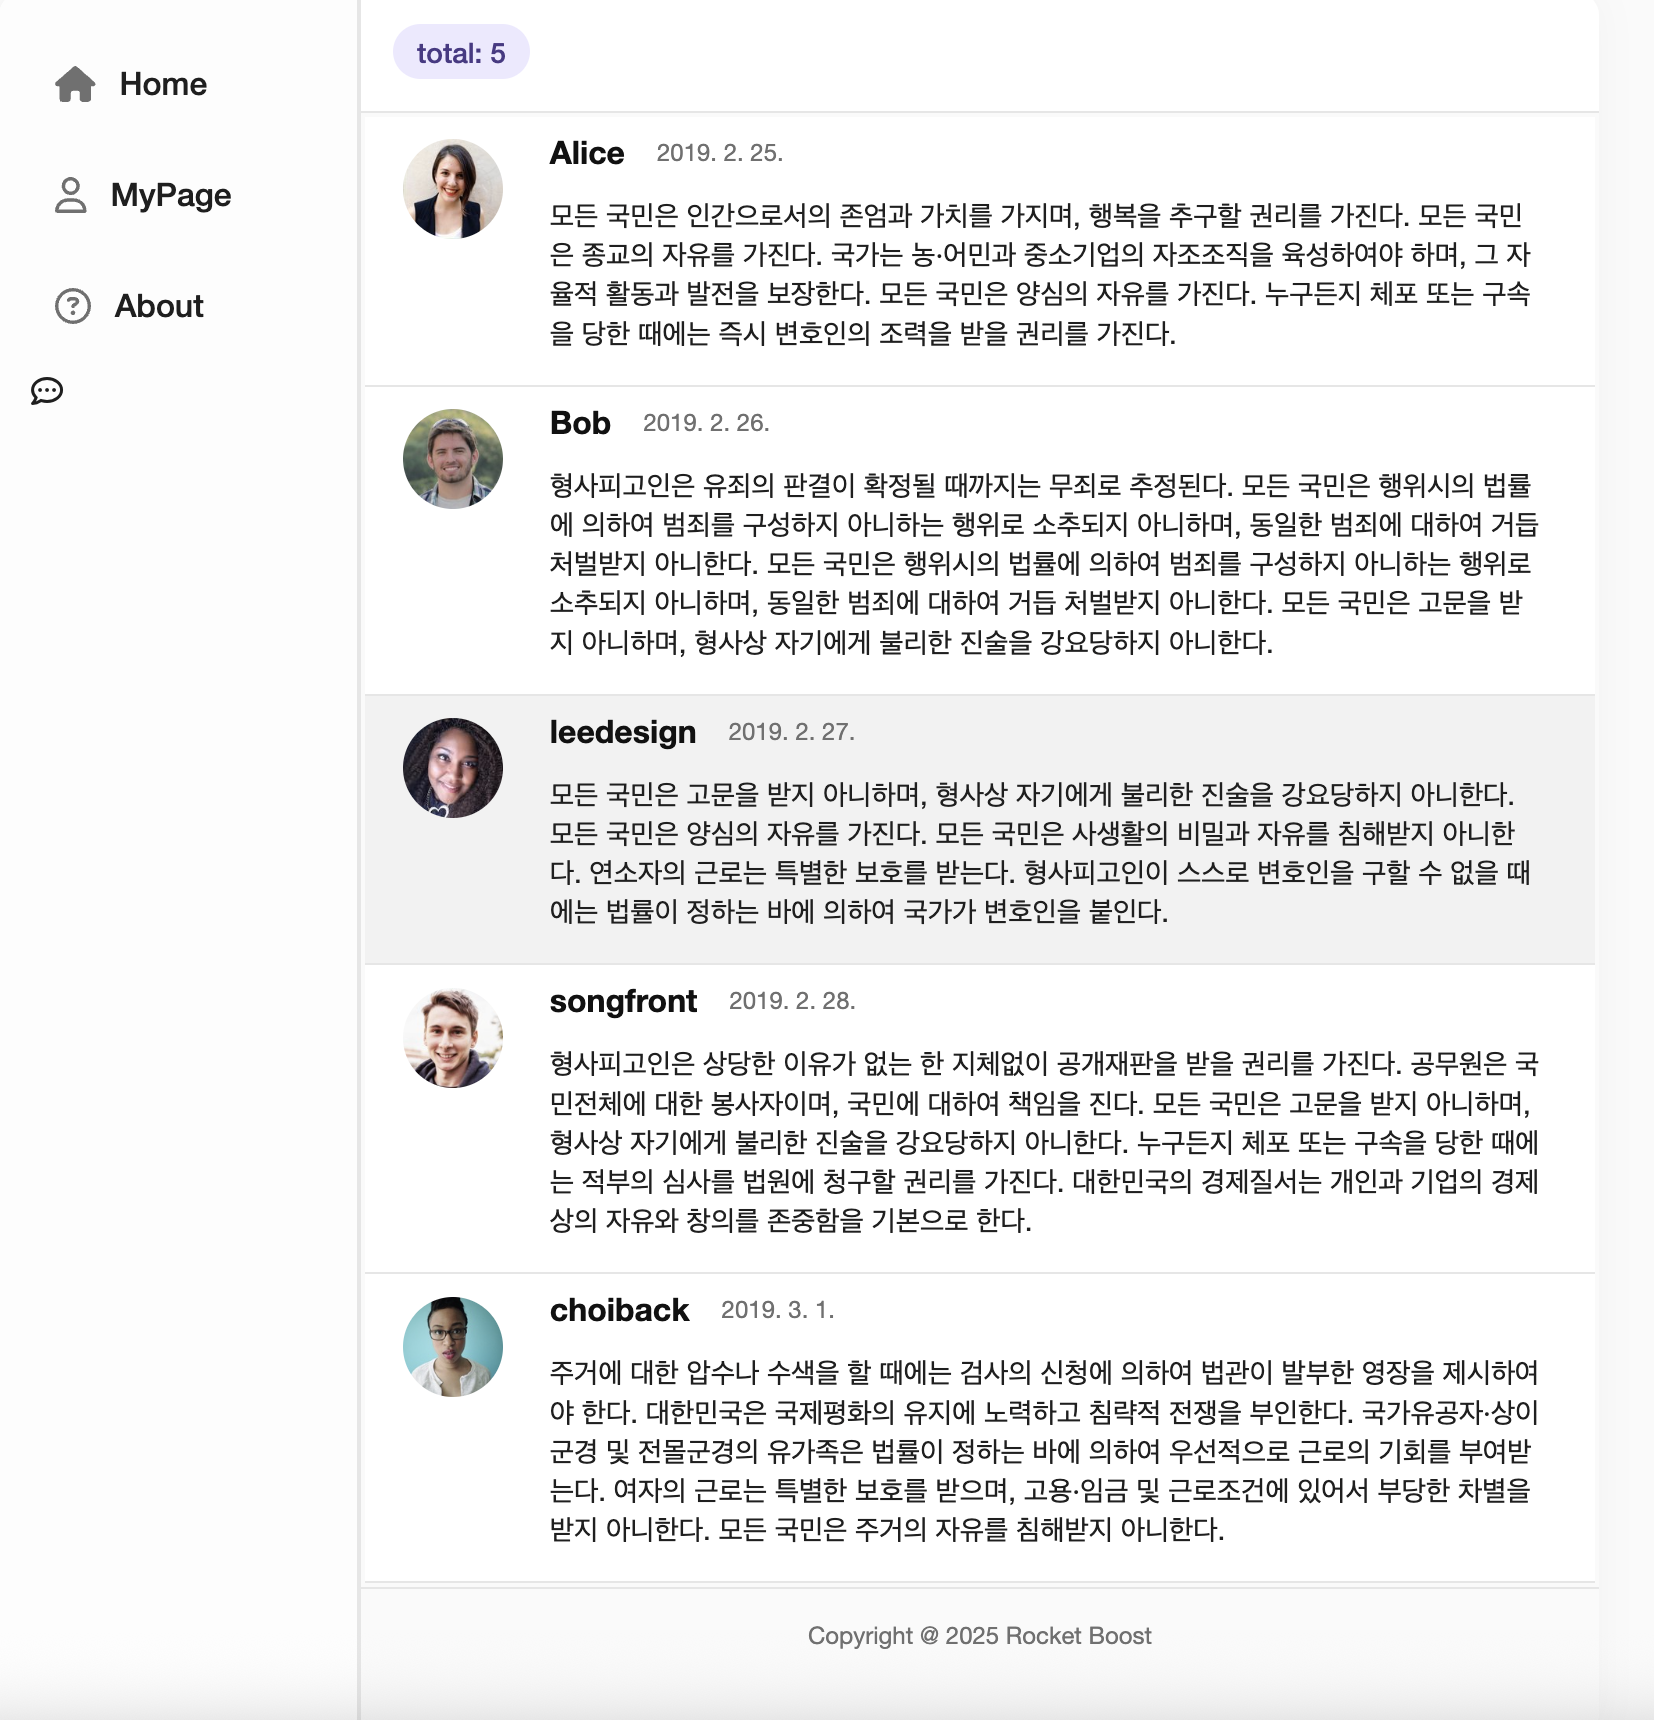 Home
MyPage
About
total: 5
Alice 2019. 2. 25.
모든 국민은 인간으로서의 존엄과 가치를 가지며, 행복을 추구할 권리를 가진다. 모든 국민
은 종교의 자유를 가진다. 국가는 농·어민과 중소기업의 자조조직을 육성하여야 하며, 그 자
율적 활동과 발전을 보장한다. 모든 국민은 양심의 자유를 가진다. 누구든지 체포 또는 구속
을 당한 때에는 즉시 변호인의 조력을 받을 권리를 가진다.
Bob 2019. 2. 26.
형사피고인은 유죄의 판결이 확정될 때까지는 무죄로 추정된다. 모든 국민은 행위시의 법률
에 의하여 범죄를 구성하지 아니하는 행위로 소추되지 아니하며, 동일한 범죄에 대하여 거듭
처벌받지 아니한다. 모든 국민은 행위시의 법률에 의하여 범죄를 구성하지 아니하는 행위로
소추되지 아니하며, 동일한 범죄에 대하여 거듭 처벌받지 아니한다. 모든 국민은 고문을 받
지 아니하며, 형사상 자기에게 불리한 진술을 강요당하지 아니한다.
leedesign 2019. 2. 27.
모든 국민은 고문을 받지 아니하며, 형사상 자기에게 불리한 진술을 강요당하지 아니한다.
모든 국민은 양심의 자유를 가진다. 모든 국민은 사생활의 비밀과 자유를 침해받지 아니한
다. 연소자의 근로는 특별한 보호를 받는다. 형사피고인이 스스로 변호인을 구할 수 없을 때
에는 법률이 정하는 바에 의하여 국가가 변호인을 붙인다.
songfront 2019. 2. 28.
형사피고인은 상당한 이유가 없는 한 지체없이 공개재판을 받을 권리를 가진다. 공무원은 국
민전체에 대한 봉사자이며, 국민에 대하여 책임을 진다. 모든 국민은 고문을 받지 아니하며,
형사상 자기에게 불리한 진술을 강요당하지 아니한다. 누구든지 체포 또는 구속을 당한 때에
는 적부의 심사를 법원에 청구할 권리를 가진다. 대한민국의 경제질서는 개인과 기업의 경제
상의 자유와 창의를 존중함을 기본으로 한다.
choiback 2019. 3. 1.
주거에 대한 압수나 수색을 할 때에는 검사의 신청에 의하여 법관이 발부한 영장을 제시하여
야 한다. 대한민국은 국제평화의 유지에 노력하고 침략적 전쟁을 부인한다. 국가유공자·상이
군경 및 전몰군경의 유가족은 법률이 정하는 바에 의하여 우선적으로 근로의 기회를 부여받
는다. 여자의 근로는 특별한 보호를 받으며, 고용·임금 및 근로조건에 있어서 부당한 차별을
받지 아니한다. 모든 국민은 주거의 자유를 침해받지 아니한다.
Copyright @ 2025 Rocket Boost